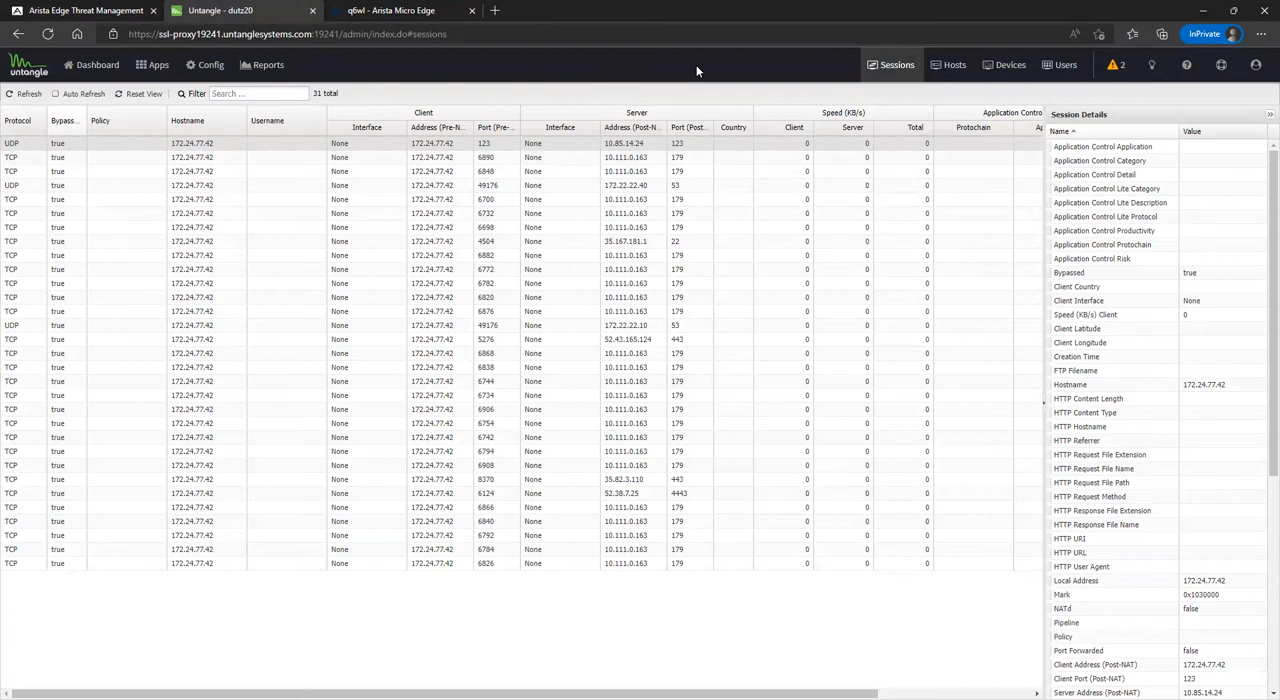 Arista Edge Threat Management
Untangle - dutz20
q6wl - Arista Micro Edge
https://ssl-proxy19241.untanglesystems.com:19241/admin/index.do#sessions
InPrivate
untangle
Dashboard
Apps
Config
Reports
Sessions
Hosts
Devices
Users
2
Refresh
Auto Refresh
Reset View
Filter
Search ...
31 total
Client
Server
Speed (KB/s)
Application Contro
Protocol Bypass... Policy Hostname Username
Interface Address (Pre-N... Port (Pre-... Interface Address (Post-N... Port (Post... Country Client Server Total Protochain Ap
UDP true 172.24.77.42 None 172.24.77.42 123 None 10.85.14.24 123 0 0 0
TCP true 172.24.77.42 None 172.24.77.42 6890 None 10.111.0.163 179 0 0 0
TCP true 172.24.77.42 None 172.24.77.42 6848 None 10.111.0.163 179 0 0 0
UDP true 172.24.77.42 None 172.24.77.42 49176 None 172.22.22.40 53 0 0 0
TCP true 172.24.77.42 None 172.24.77.42 6700 None 10.111.0.163 179 0 0 0
TCP true 172.24.77.42 None 172.24.77.42 6732 None 10.111.0.163 179 0 0 0
TCP true 172.24.77.42 None 172.24.77.42 6698 None 10.111.0.163 179 0 0 0
TCP true 172.24.77.42 None 172.24.77.42 4504 None 35.167.181.1 22 0 0 0
TCP true 172.24.77.42 None 172.24.77.42 6882 None 10.111.0.163 179 0 0 0
TCP true 172.24.77.42 None 172.24.77.42 6772 None 10.111.0.163 179 0 0 0
TCP true 172.24.77.42 None 172.24.77.42 6782 None 10.111.0.163 179 0 0 0
TCP true 172.24.77.42 None 172.24.77.42 6820 None 10.111.0.163 179 0 0 0
TCP true 172.24.77.42 None 172.24.77.42 6876 None 10.111.0.163 179 0 0 0
UDP true 172.24.77.42 None 172.24.77.42 49176 None 172.22.22.10 53 0 0 0
TCP true 172.24.77.42 None 172.24.77.42 5276 None 52.43.165.124 443 0 0 0
TCP true 172.24.77.42 None 172.24.77.42 6868 None 10.111.0.163 179 0 0 0
TCP true 172.24.77.42 None 172.24.77.42 6838 None 10.111.0.163 179 0 0 0
TCP true 172.24.77.42 None 172.24.77.42 6744 None 10.111.0.163 179 0 0 0
TCP true 172.24.77.42 None 172.24.77.42 6734 None 10.111.0.163 179 0 0 0
TCP true 172.24.77.42 None 172.24.77.42 6906 None 10.111.0.163 179 0 0 0
TCP true 172.24.77.42 None 172.24.77.42 6754 None 10.111.0.163 179 0 0 0
TCP true 172.24.77.42 None 172.24.77.42 6742 None 10.111.0.163 179 0 0 0
TCP true 172.24.77.42 None 172.24.77.42 6794 None 10.111.0.163 179 0 0 0
TCP true 172.24.77.42 None 172.24.77.42 6908 None 10.111.0.163 179 0 0 0
TCP true 172.24.77.42 None 172.24.77.42 8370 None 35.82.3.110 443 0 0 0
TCP true 172.24.77.42 None 172.24.77.42 6124 None 52.38.7.25 4443 0 0 0
TCP true 172.24.77.42 None 172.24.77.42 6866 None 10.111.0.163 179 0 0 0
TCP true 172.24.77.42 None 172.24.77.42 6840 None 10.111.0.163 179 0 0 0
TCP true 172.24.77.42 None 172.24.77.42 6792 None 10.111.0.163 179 0 0 0
TCP true 172.24.77.42 None 172.24.77.42 6784 None 10.111.0.163 179 0 0 0
TCP true 172.24.77.42 None 172.24.77.42 6826 None 10.111.0.163 179 0 0 0
Session Details
Name Value
Application Control Application
Application Control Category
Application Control Detail
Application Control Lite Category
Application Control Lite Description
Application Control Lite Protocol
Application Control Productivity
Application Control Protochain
Application Control Risk
Bypassed true
Client Country
Client Interface None
Speed (KB/s) Client 0
Client Latitude
Client Longitude
Creation Time
FTP Filename
Hostname 172.24.77.42
HTTP Content Length
HTTP Content Type
HTTP Hostname
HTTP Referrer
HTTP Request File Extension
HTTP Request File Name
HTTP Request File Path
HTTP Request Method
HTTP Response File Extension
HTTP Response File Name
HTTP URI
HTTP URL
HTTP User Agent
Local Address 172.24.77.42
Mark 0x1030000
NATd false
Pipeline
Policy
Port Forwarded false
Client Address (Post-NAT) 172.24.77.42
Client Port (Post-NAT) 123
Server Address (Post-NAT) 10.85.14.24